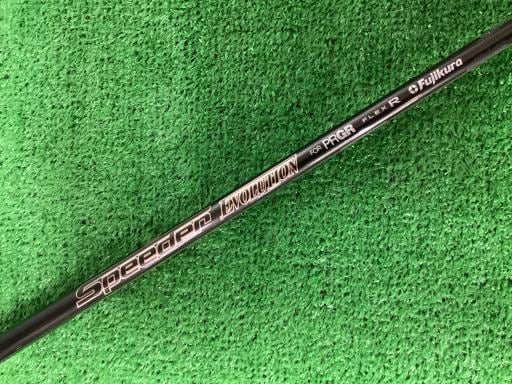 Speeder EVOLUTION FOR PRGR FLEX R Fujikura